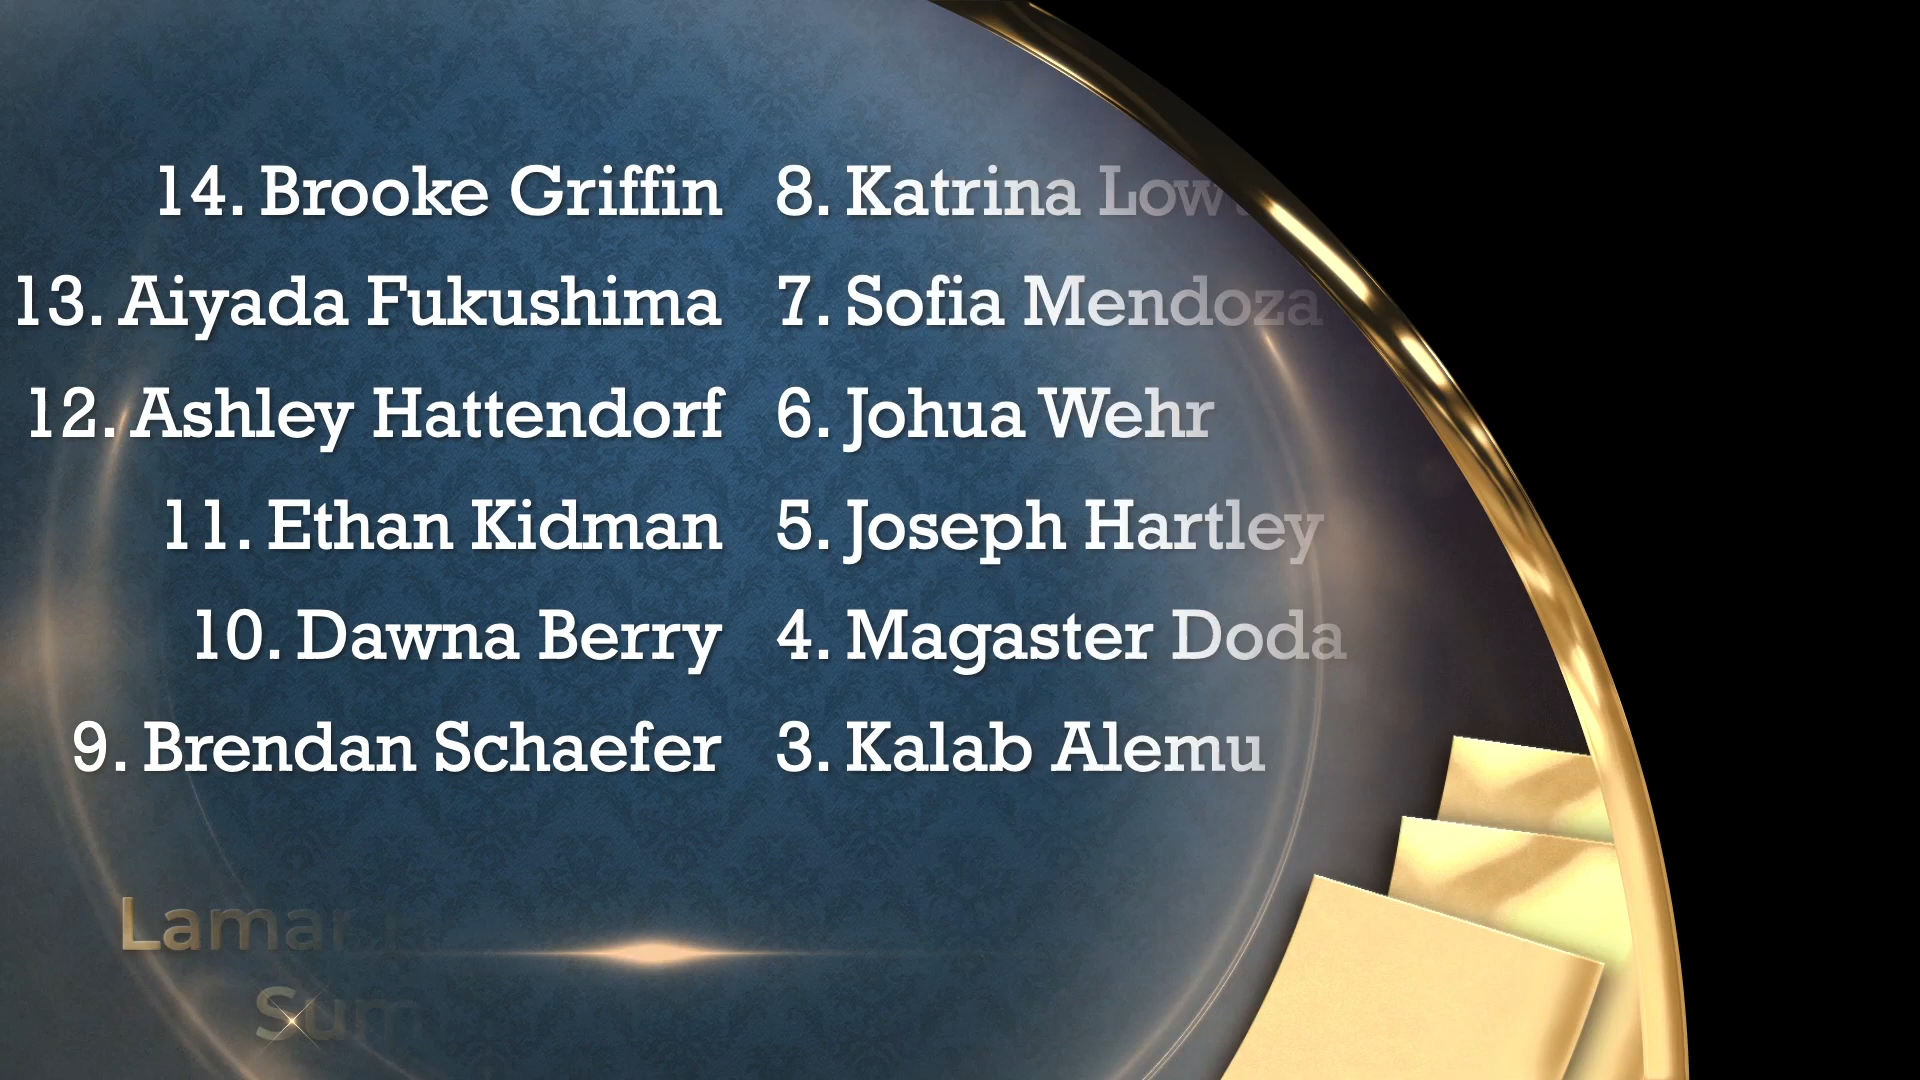 14. Brooke Griffin
13. Aiyada Fukushima
12. Ashley Hattendorf
11. Ethan Kidman
10. Dawna Berry
9. Brendan Schaefer
8. Katrina
7. Sofia Mendoza
6. Johua Wehr
5. Joseph Hartley
4. Magaster Doda
3. Kalab Alemu
Lamar